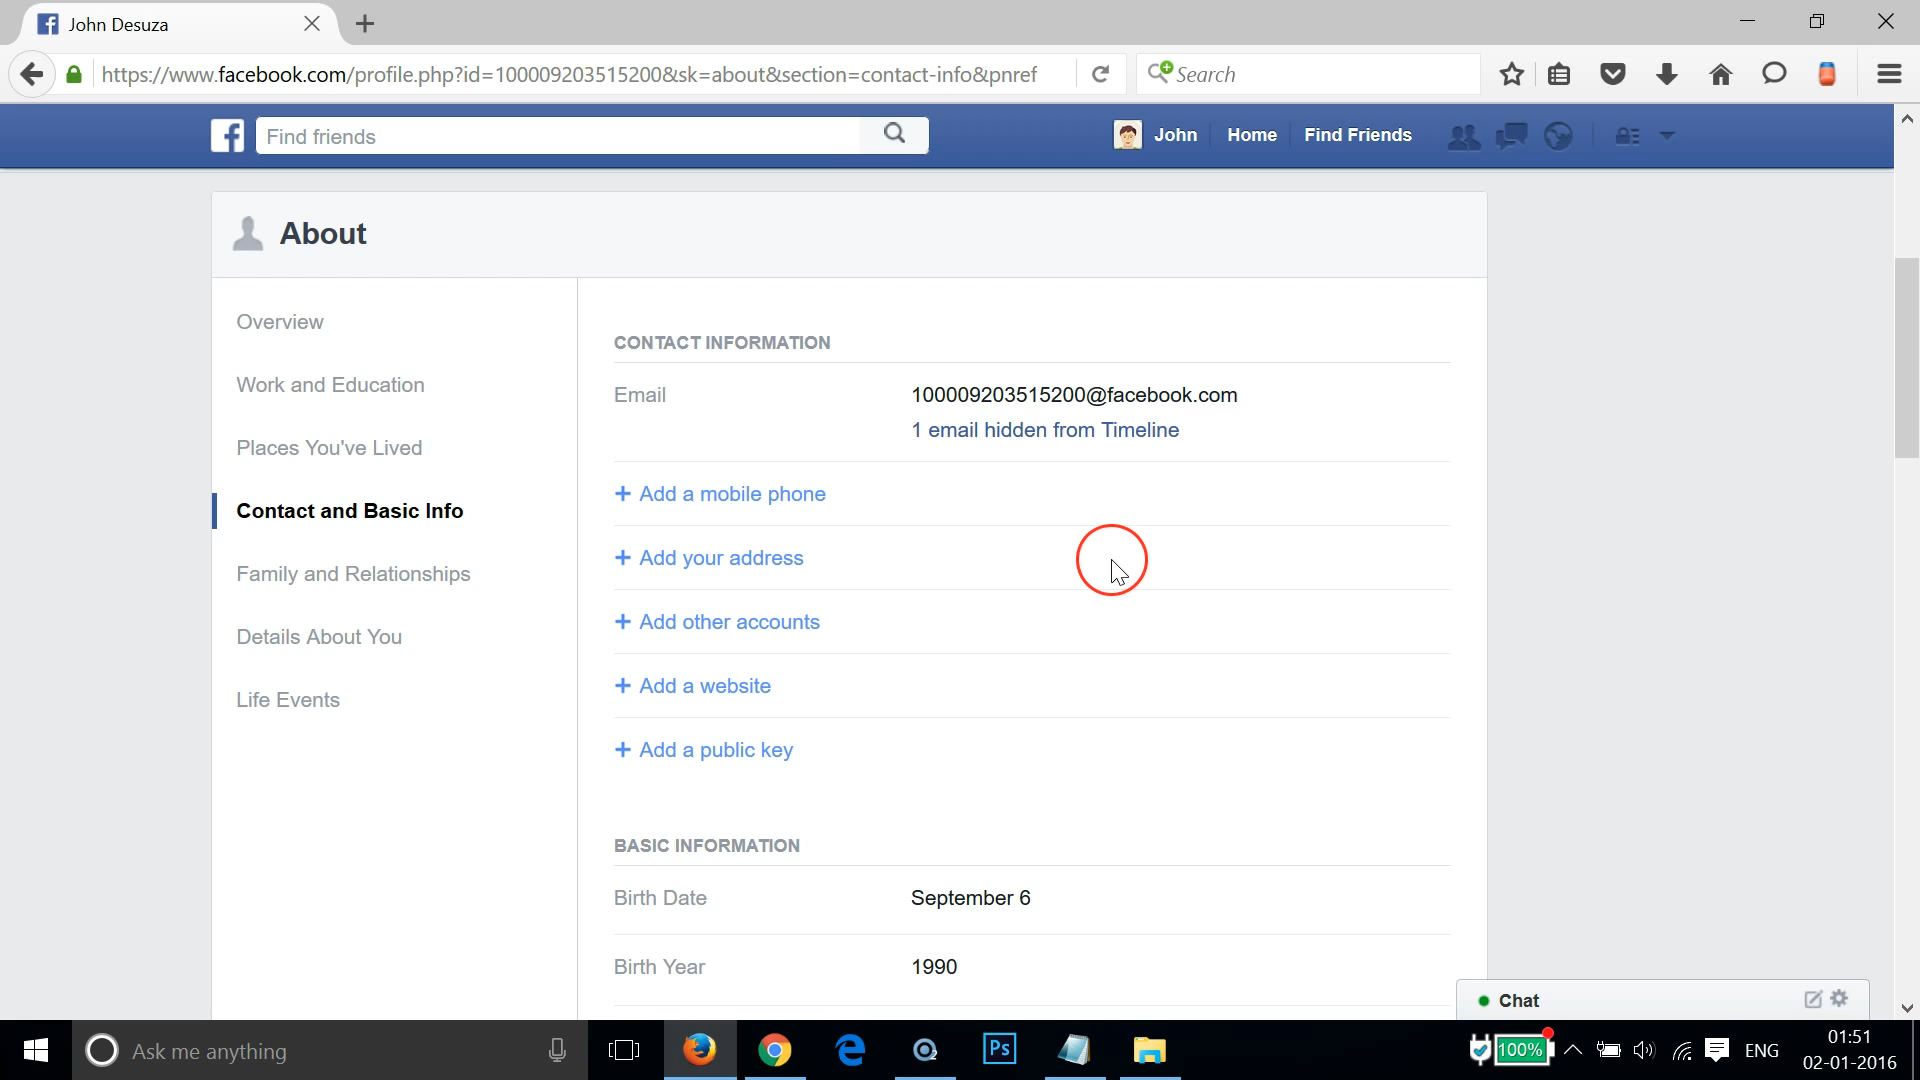 John Desuza
https://www.facebook.com/profile.php?id=100009203515200&sk=about&section=contact-info&pnref
Search
Find friends
John
Home
Find Friends
About
Overview
Work and Education
Places You've Lived
Contact and Basic Info
Family and Relationships
Details About You
Life Events
CONTACT INFORMATION
Email
100009203515200@facebook.com
1 email hidden from Timeline
+ Add a mobile phone
+ Add your address
+ Add other accounts
+ Add a website
+ Add a public key
BASIC INFORMATION
Birth Date
September 6
Birth Year
1990
Chat
Ask me anything
Ps
100%
ENG
01:51
02-01-2016